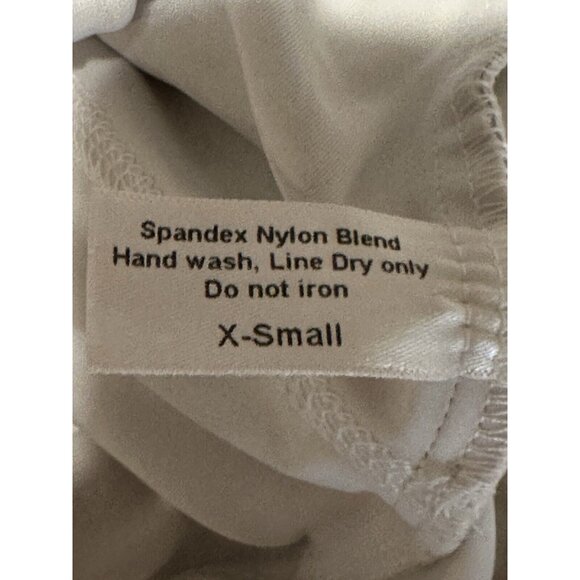 Spandex Nylon Blend
Hand wash, Line Dry only
Do not iron
X-Small